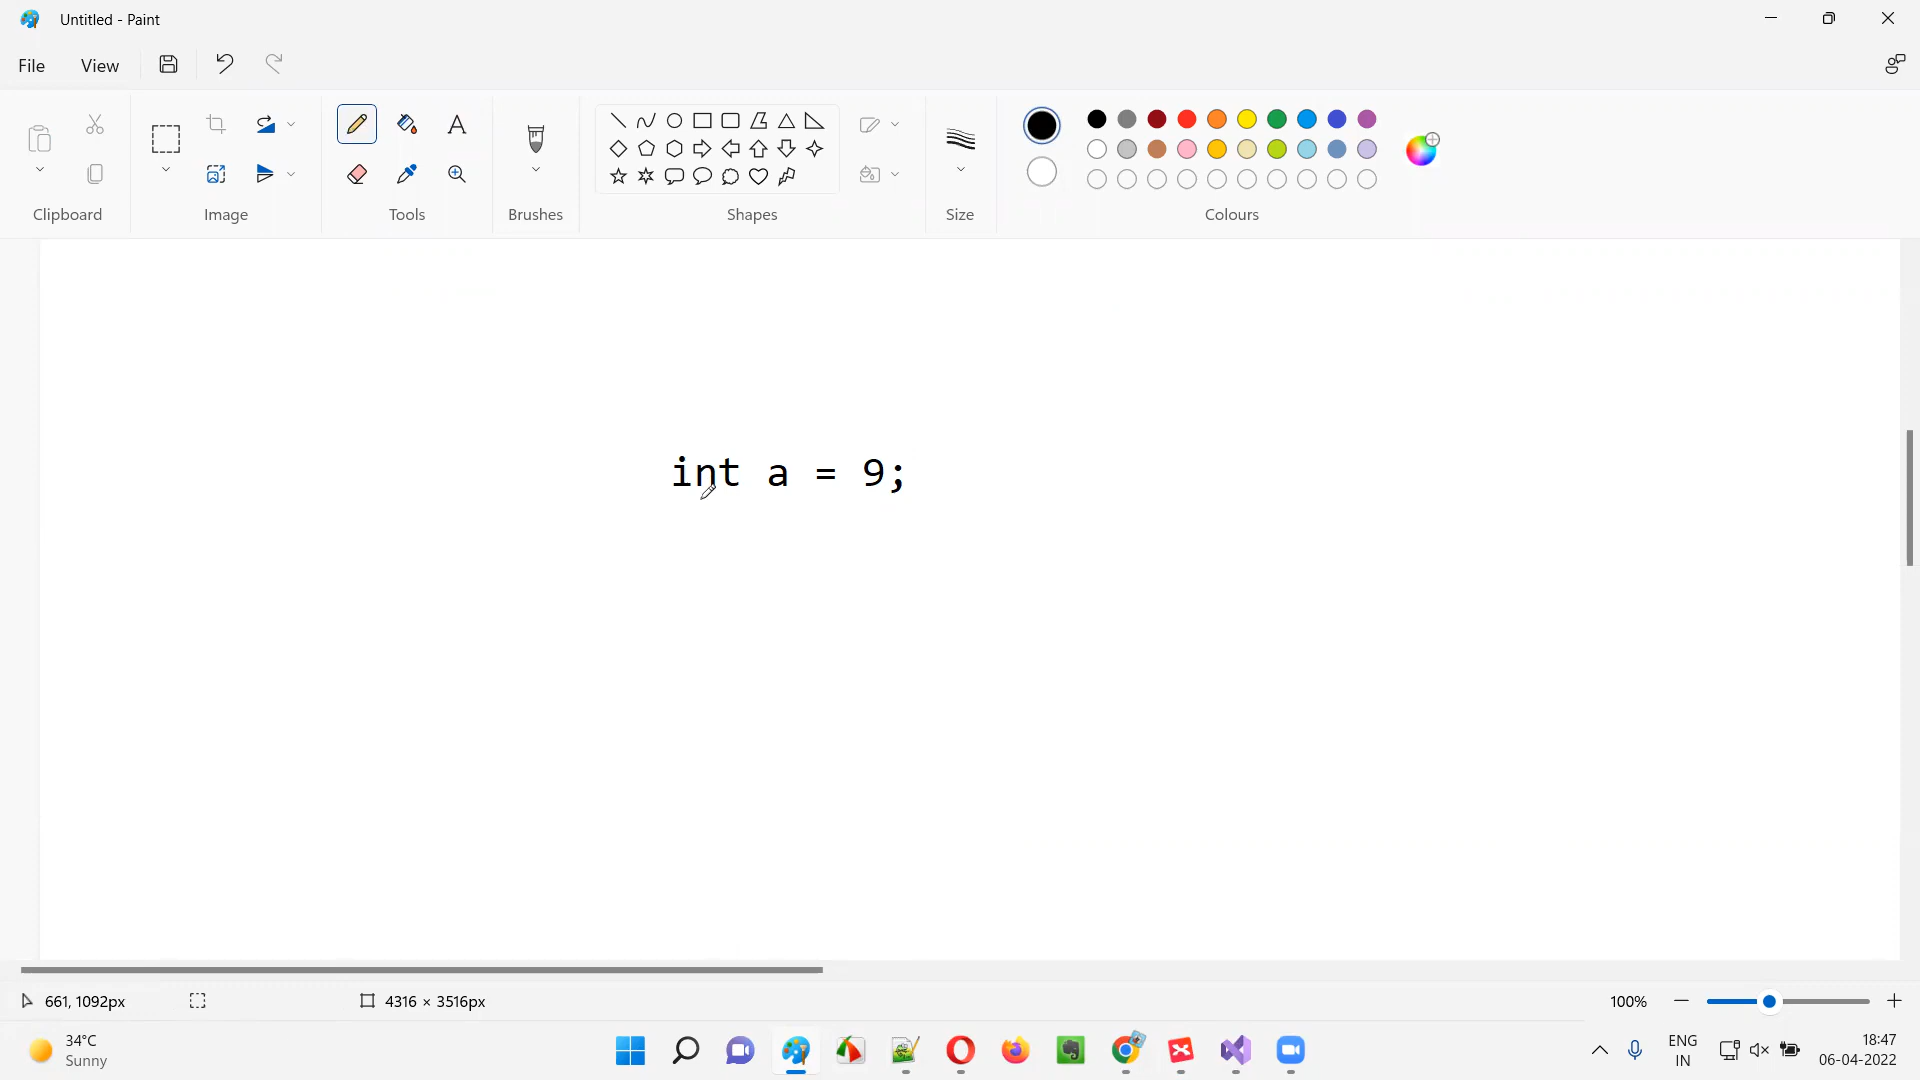 Untitled - Paint
File
View
Clipboard
Image
Tools
Brushes
Shapes
Size
Colours
int a = 9;
661, 1092px
4316 × 3516px
100%
34°C
Sunny
ENG
IN
18:47
06-04-2022